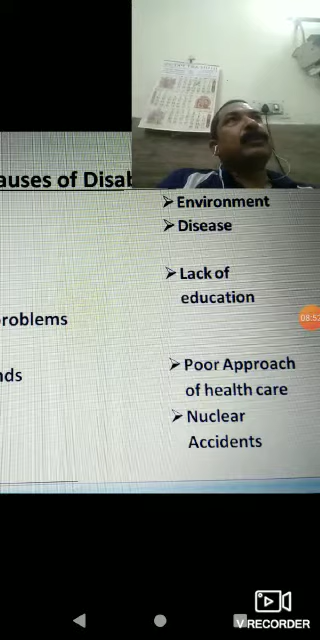 auses of Disab
Environment
Disease
Lack of
education
roblems
nds
Poor Approach
of health care
Nuclear
Accidents
08:52
V RECORDER